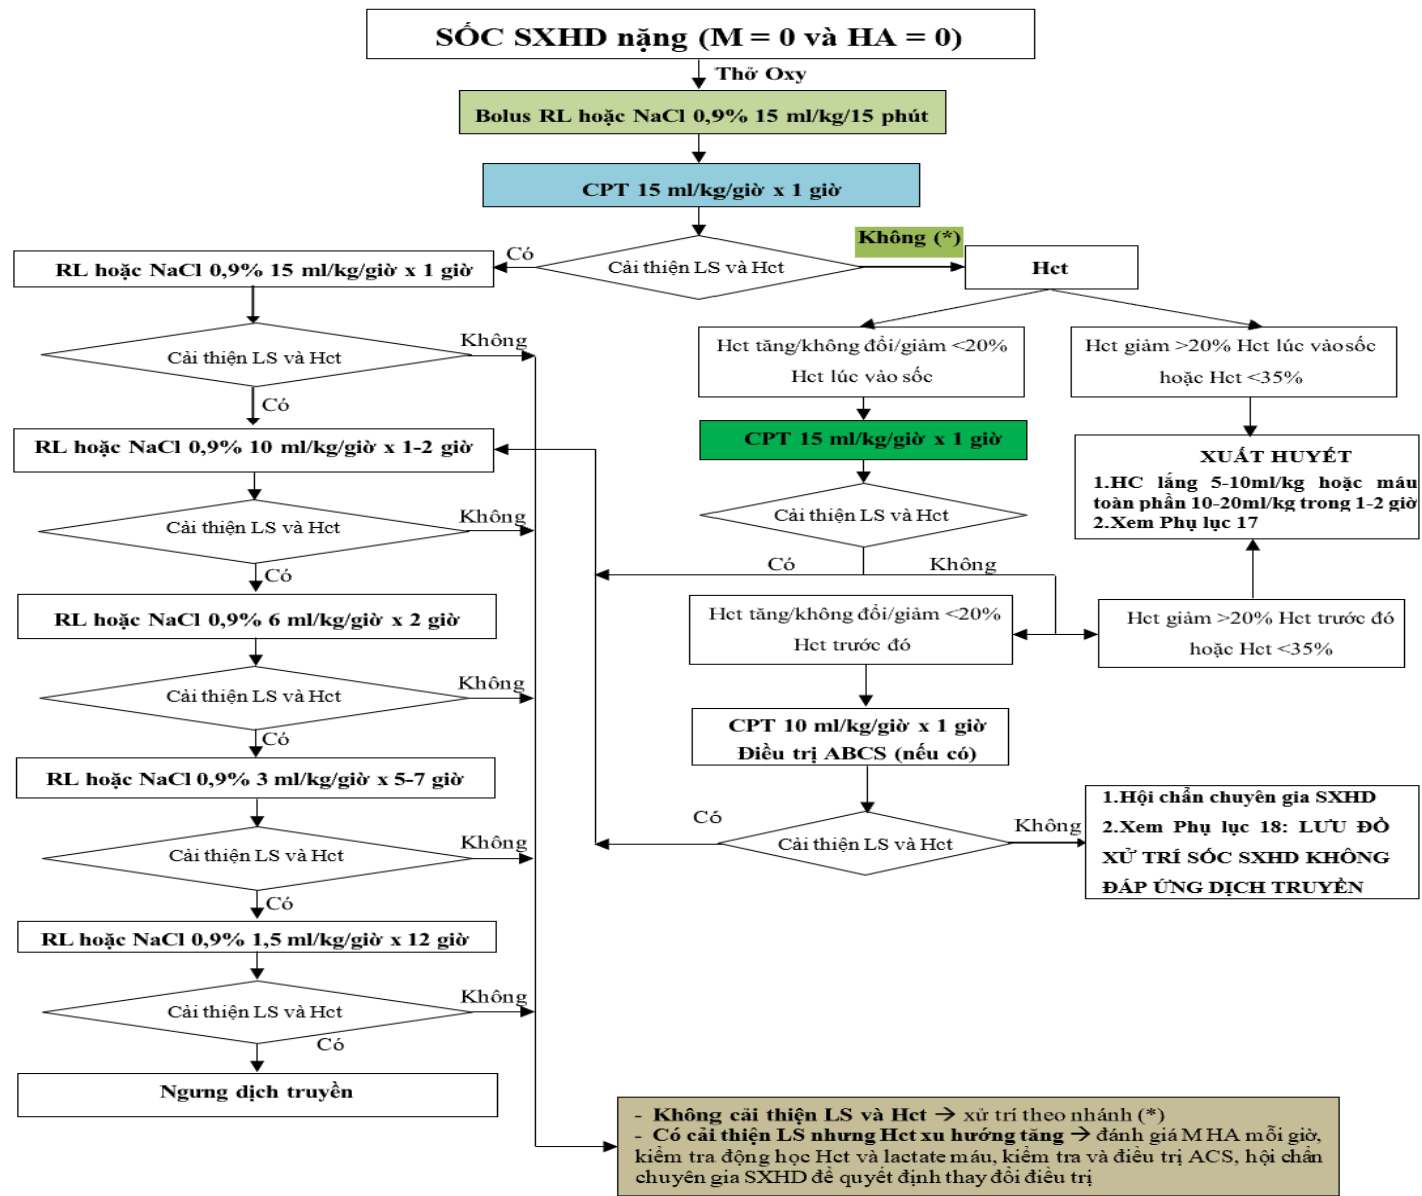 SỐC SXHD nặng (M = 0 và HA = 0)
Thở Oxy
Bolus RL hoặc NaCl 0,9% 15 ml/kg/15 phút
CPT 15 ml/kg/giờ x 1 giờ
Cải thiện LS và Hct
Có
Không (*)
RL hoặc NaCl 0,9% 15 ml/kg/giờ x 1 giờ
Cải thiện LS và Hct
Không
Có
RL hoặc NaCl 0,9% 10 ml/kg/giờ x 1-2 giờ
Cải thiện LS và Hct
Không
Có
RL hoặc NaCl 0,9% 6 ml/kg/giờ x 2 giờ
Cải thiện LS và Hct
Không
Có
RL hoặc NaCl 0,9% 3 ml/kg/giờ x 5-7 giờ
Cải thiện LS và Hct
Không
Có
RL hoặc NaCl 0,9% 1,5 ml/kg/giờ x 12 giờ
Cải thiện LS và Hct
Không
Có
Ngưng dịch truyền
Hct
Hct tăng/không đổi/giảm <20%
Hct lúc vào sốc
Hct giảm >20% Hct lúc vào sốc
hoặc Hct <35%
CPT 15 ml/kg/giờ x 1 giờ
XUẤT HUYẾT
1.HC lắng 5-10ml/kg hoặc máu
toàn phần 10-20ml/kg trong 1-2 giờ
2.Xem Phụ lục 17
Cải thiện LS và Hct
Có
Không
Hct tăng/không đổi/giảm <20%
Hct trước đó
Hct giảm >20% Hct trước đó
hoặc Hct <35%
CPT 10 ml/kg/giờ x 1 giờ
Điều trị ABCS (nếu có)
Cải thiện LS và Hct
Có
Không
1.Hội chẩn chuyên gia SXHD
2.Xem Phụ lục 18: LƯU ĐỒ
XỬ TRÍ SỐC SXHD KHÔNG
ĐÁP ỨNG DỊCH TRUYỀN
- Không cải thiện LS và Hct → xử trí theo nhánh (*)
- Có cải thiện LS nhưng Hct xu hướng tăng → đánh giá M HA mỗi giờ,
kiểm tra động học Hct và lactate máu, kiểm tra và điều trị ACS, hội chẩn
chuyên gia SXHD để quyết định thay đổi điều trị